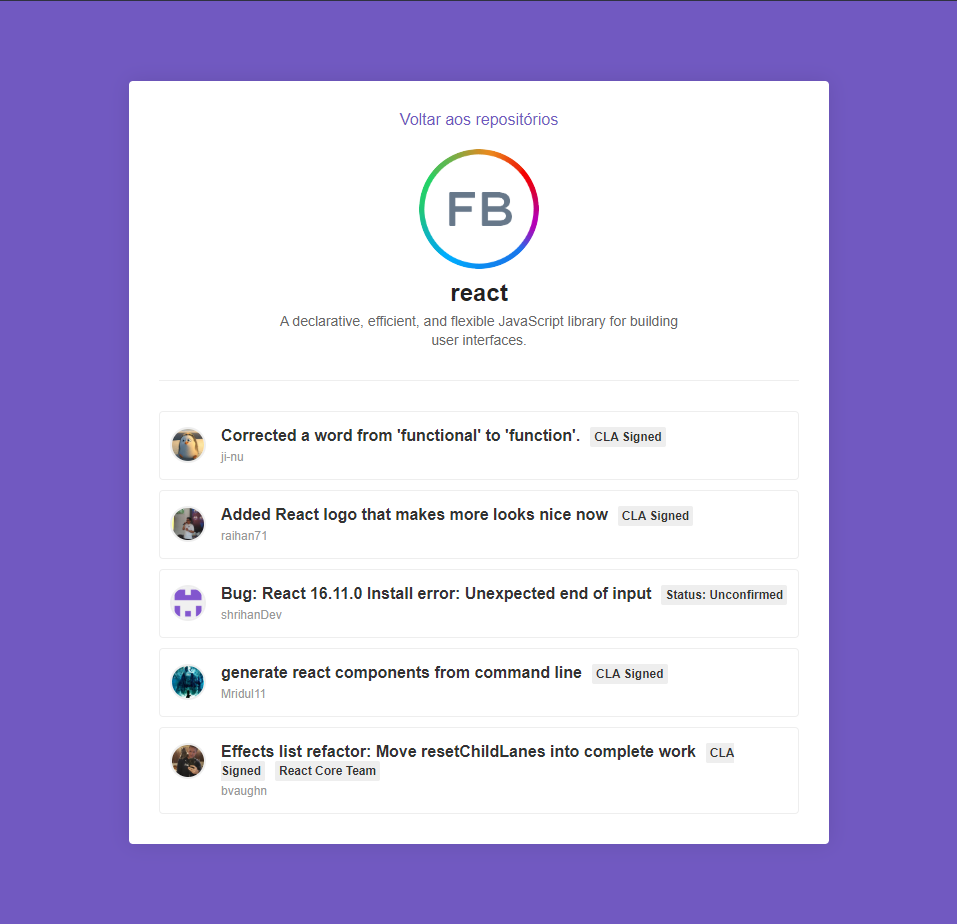 Voltar aos repositórios
FB
react
A declarative, efficient, and flexible JavaScript library for building
user interfaces.
Corrected a word from 'functional' to 'function'. CLA Signed
ji-nu
Added React logo that makes more looks nice now CLA Signed
raihan71
Bug: React 16.11.0 Install error: Unexpected end of input Status: Unconfirmed
shrihanDev
generate react components from command line CLA Signed
Mridul11
Effects list refactor: Move resetChildLanes into complete work CLA
Signed React Core Team
bvaughn